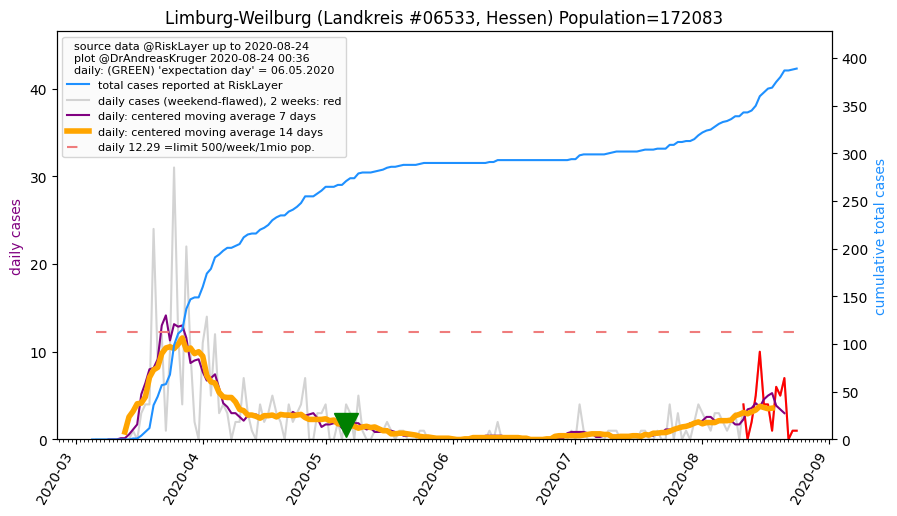 Limburg-Weilburg (Landkreis #06533, Hessen) Population=172083
source data @RiskLayer up to 2020-08-24
plot @DrAndreasKruger 2020-08-24 00:36
daily: (GREEN) 'expectation day' = 06.05.2020
total cases reported at RiskLayer
daily cases (weekend-flawed), 2 weeks: red
daily: centered moving average 7 days
daily: centered moving average 14 days
daily 12.29 =limit 500/week/1mio pop.
daily cases
40
30
20
10
0
cumulative total cases
400
350
300
250
200
150
100
50
0
2020-03
2020-04
2020-05
2020-06
2020-07
2020-08
2020-09